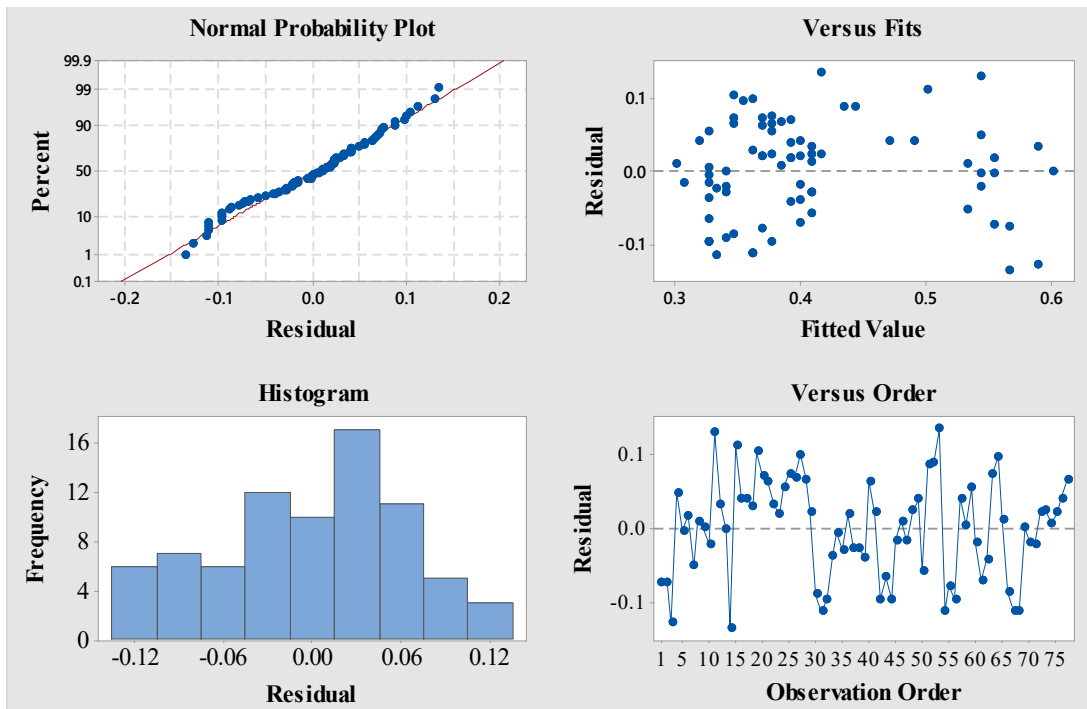 Normal Probability Plot
99.9
99
90
50
10
1
0.1
Percent
-0.2
-0.1
0.0
0.1
0.2
Residual
Versus Fits
0.1
0.0
-0.1
Residual
0.3
0.4
0.5
0.6
Fitted Value
Histogram
16
12
8
4
0
Frequency
-0.12
-0.06
0.00
0.06
0.12
Residual
Versus Order
0.1
0.0
-0.1
Residual
1 5 10 15 20 25 30 35 40 45 50 55 60 65 70 75
Observation Order